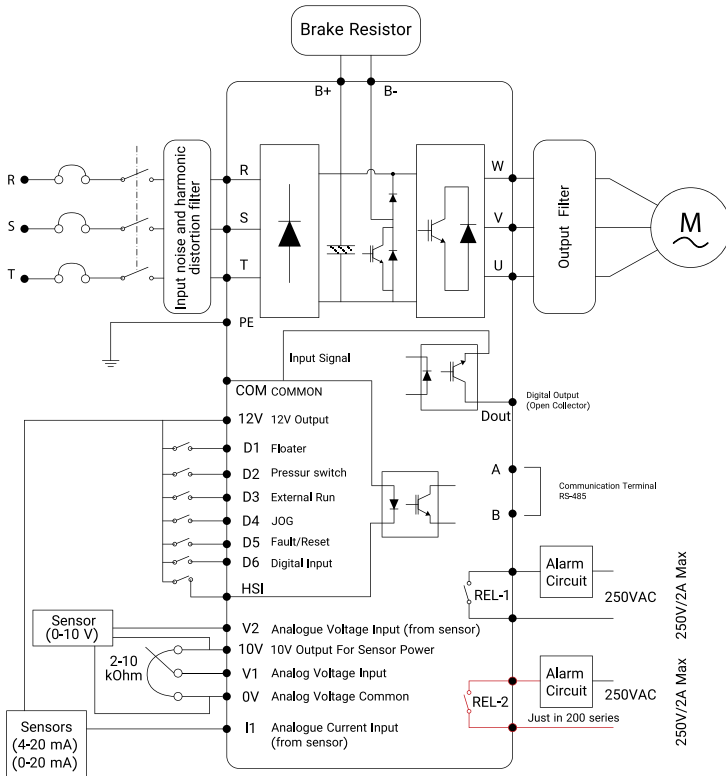 Brake Resistor
B+
B-
R
S
T
Input noise and harmonic
distortion filter
R
S
T
W
V
U
Output Filter
M
PE
Input Signal
COM COMMON
12V 12V Output
D1 Floater
D2 Pressur switch
D3 External Run
D4 JOG
D5 Fault/Reset
D6 Digital Input
HSI
Dout
Digital Output
(Open Collector)
A
B
Communication Terminal
RS-485
REL-1
Alarm
Circuit
250VAC
250V/2A Max
Sensor
(0-10 V)
2-10
kOhm
V2 Analogue Voltage Input (from sensor)
10V 10V Output For Sensor Power
V1 Analog Voltage Input
0V Analog Voltage Common
I1 Analogue Current Input
(from sensor)
Sensors
(4-20 mA)
(0-20 mA)
REL-2
Alarm
Circuit
Just in 200 series
250VAC
250V/2A Max